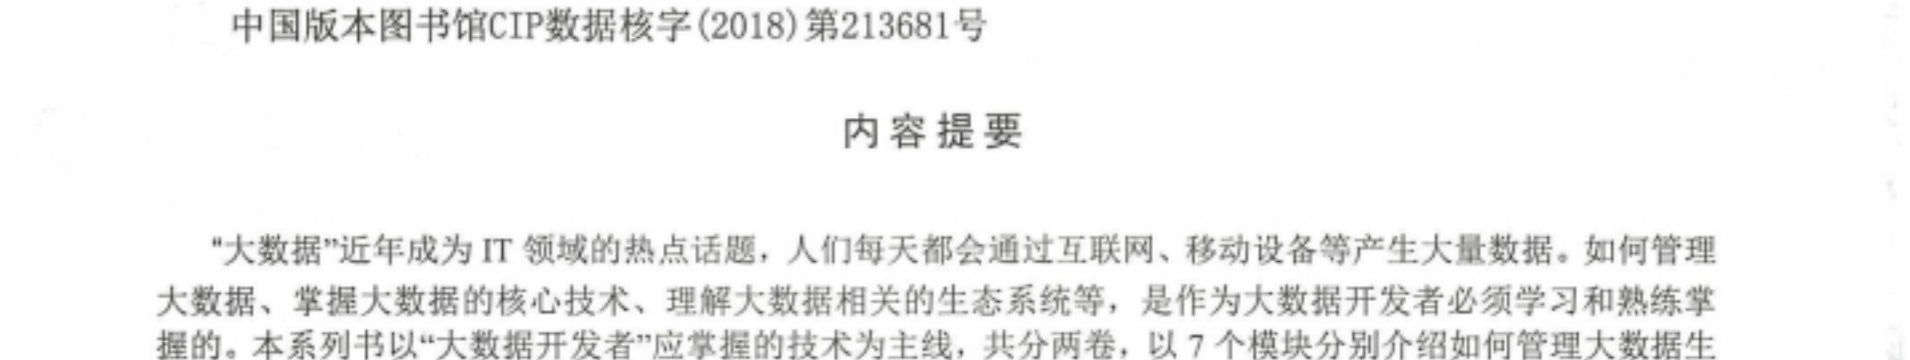 中国版本图书馆CIP数据核字(2018)第213681号
内容提要
“大数据”近年成为 IT 领域的热点话题，人们每天都会通过互联网、移动设备等产生大量数据。如何管理
大数据、掌握大数据的核心技术、理解大数据相关的生态系统等，是作为大数据开发者必须学习和熟练掌
握的。本系列书以“大数据开发者”应掌握的技术为主线，共分两卷，以 7 个模块分别介绍如何管理大数据生